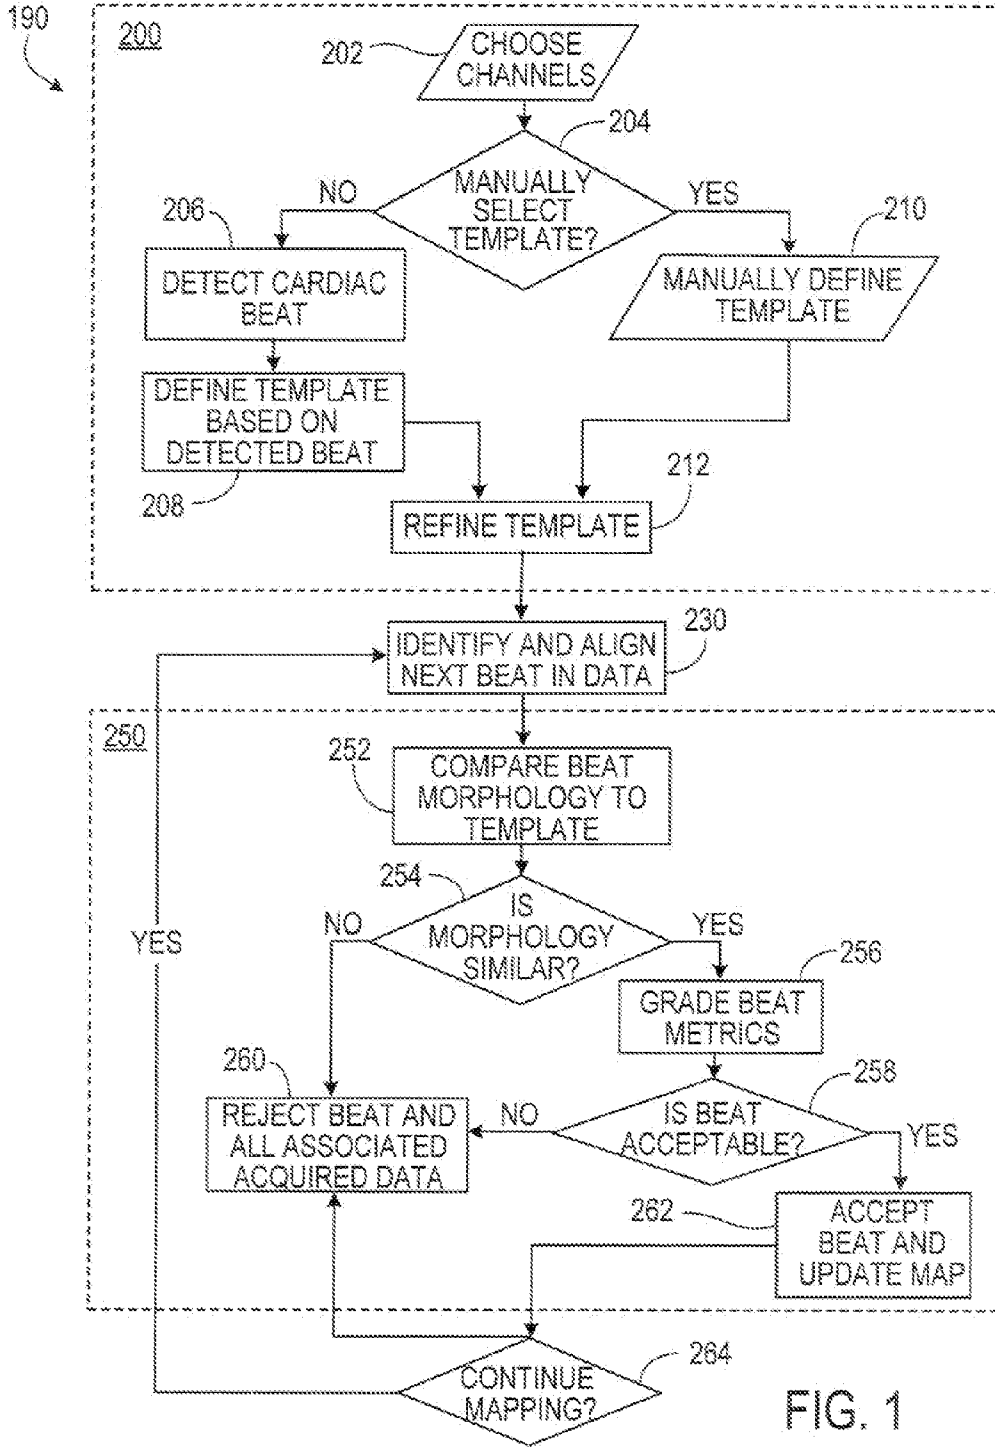 190
200
202
CHOOSE
CHANNELS
204
MANUALLY
SELECT
TEMPLATE?
NO
YES
206
DETECT CARDIAC
BEAT
210
MANUALLY DEFINE
TEMPLATE
DEFINE TEMPLATE
BASED ON
DETECTED BEAT
208
212
REFINE TEMPLATE
230
IDENTIFY AND ALIGN
NEXT BEAT IN DATA
250
252
COMPARE BEAT
MORPHOLOGY TO
TEMPLATE
254
IS
MORPHOLOGY
SIMILAR?
NO
YES
YES
256
GRADE BEAT
METRICS
258
IS BEAT
ACCEPTABLE?
NO
YES
260
REJECT BEAT AND
ALL ASSOCIATED
ACQUIRED DATA
262
ACCEPT
BEAT AND
UPDATE MAP
264
CONTINUE
MAPPING?
FIG. 1